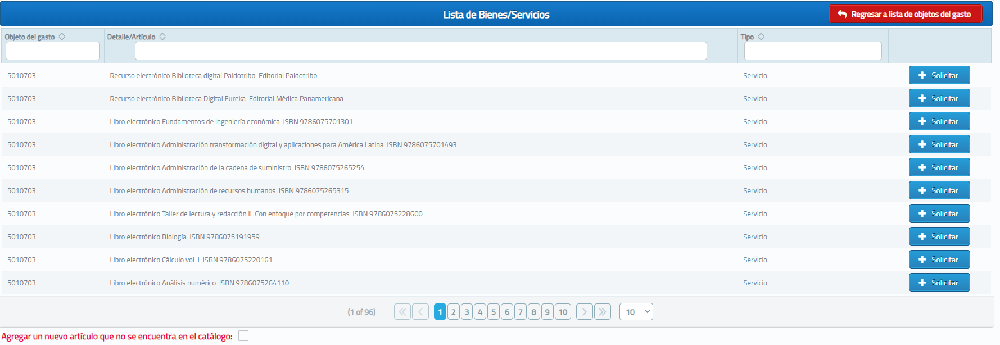 Lista de Bienes/Servicios
Regresar a lista de objetos del gasto
Objeto del gasto Detalle/Artículo Tipo
5010703 Recurso electrónico Biblioteca digital Paidotribo. Editorial Paidotribo Servicio Solicitar
5010703 Recurso electrónico Biblioteca Digital Eureka. Editorial Médica Panamericana Servicio Solicitar
5010703 Libro electrónico Fundamentos de ingeniería económica. ISBN 9786075701301 Servicio Solicitar
5010703 Libro electrónico Administración transformación digital y aplicaciones para América Latina. ISBN 9786075701493 Servicio Solicitar
5010703 Libro electrónico Administración de la cadena de suministro. ISBN 9786075265254 Servicio Solicitar
5010703 Libro electrónico Administración de recursos humanos. ISBN 9786075265315 Servicio Solicitar
5010703 Libro electrónico Taller de lectura y redacción II. Con enfoque por competencias. ISBN 9786075228600 Servicio Solicitar
5010703 Libro electrónico Biología. ISBN 9786075191959 Servicio Solicitar
5010703 Libro electrónico Cálculo vol. I. ISBN 9786075220161 Servicio Solicitar
5010703 Libro electrónico Análisis numérico. ISBN 9786075264110 Servicio Solicitar
(1 of 96) 1 2 3 4 5 6 7 8 9 10 10
Agregar un nuevo artículo que no se encuentra en el catálogo: